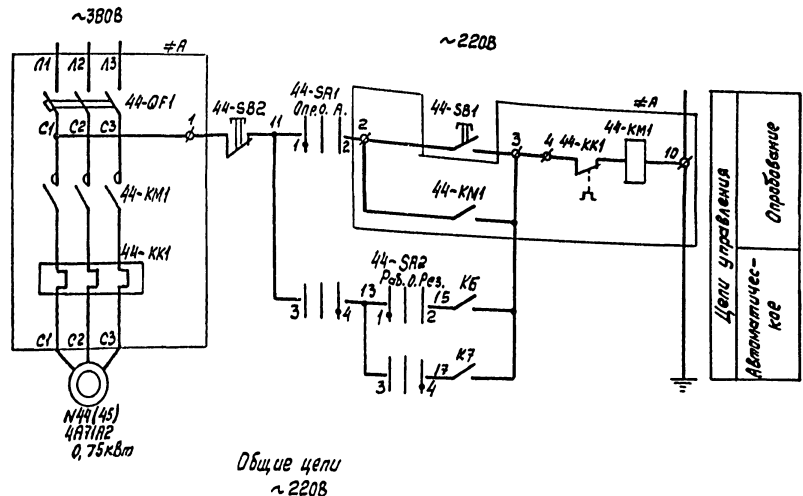 ~380В
Л1 Л2 Л3
≠А
44-QF1
С1 С2 С3
44-КМ1
44-КК1
С1 С2 С3
N44(45)
4А71А2
0,75кВт
~220В
1
44-SB2
11
44-SA1
Опр.О.А.
1 2
2
44-SB1
3
4
44-КК1
44-КМ1
≠А
10
44-КМ1
3 4
13
44-SA2
Раб.О.Рез.
1 2
15
К6
3 4
17
К7
Цепи управления
Опробование
Автоматичес-
кое
Общие цепи
~220В